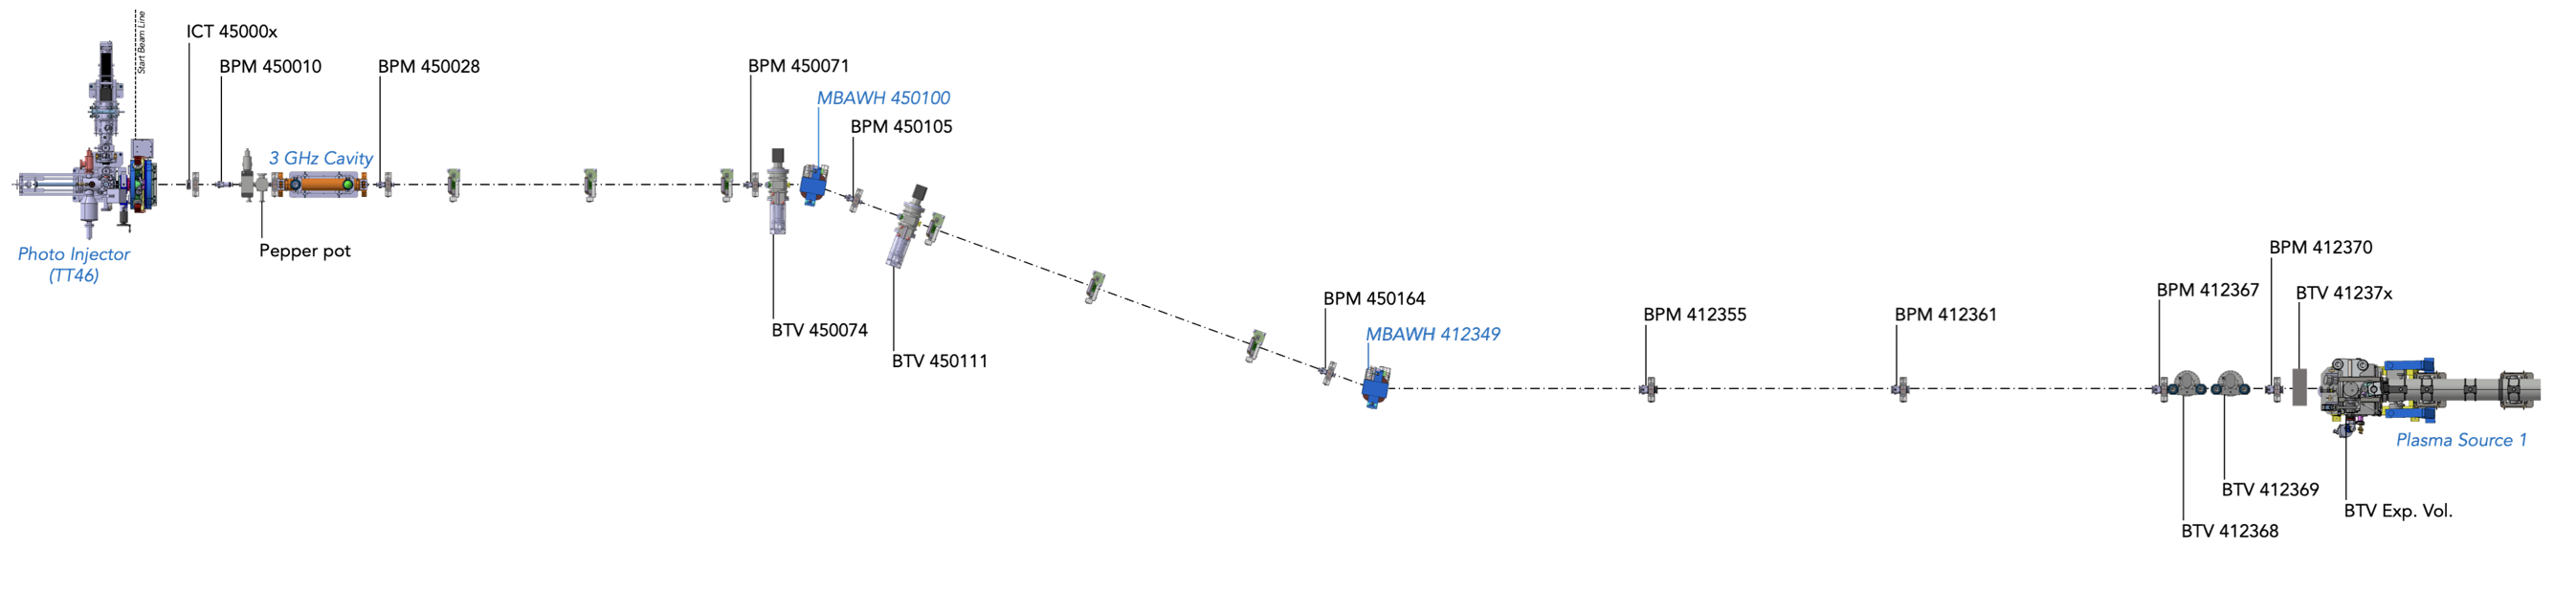 Start Beam Line
ICT 45000x
BPM 450010
BPM 450028
3 GHz Cavity
Photo Injector
(TT46)
Pepper pot
BPM 450071
MBAWH 450100
BPM 450105
BTV 450074
BTV 450111
BPM 450164
MBAWH 412349
BPM 412355
BPM 412361
BPM 412367
BPM 412370
BTV 41237x
Plasma Source 1
BTV 412369
BTV Exp. Vol.
BTV 412368